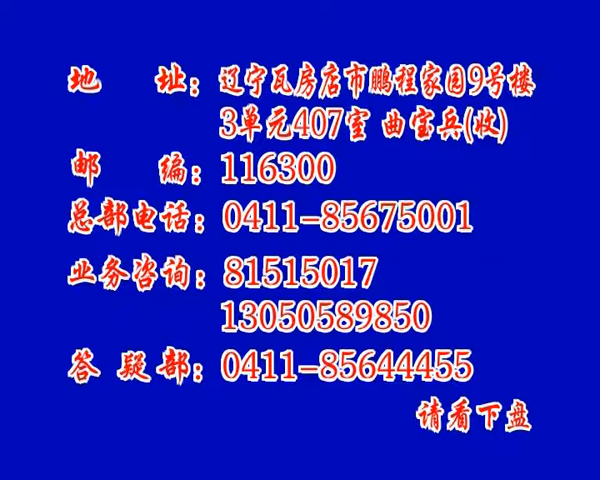 地 址：辽宁瓦房店市鹏程家园9号楼
3单元407室 曲宝兵(收)
邮 编：116300
总部电话：0411-85675001
业务咨询：81515017
13050589850
答 疑 部：0411-85644455
请看下盘